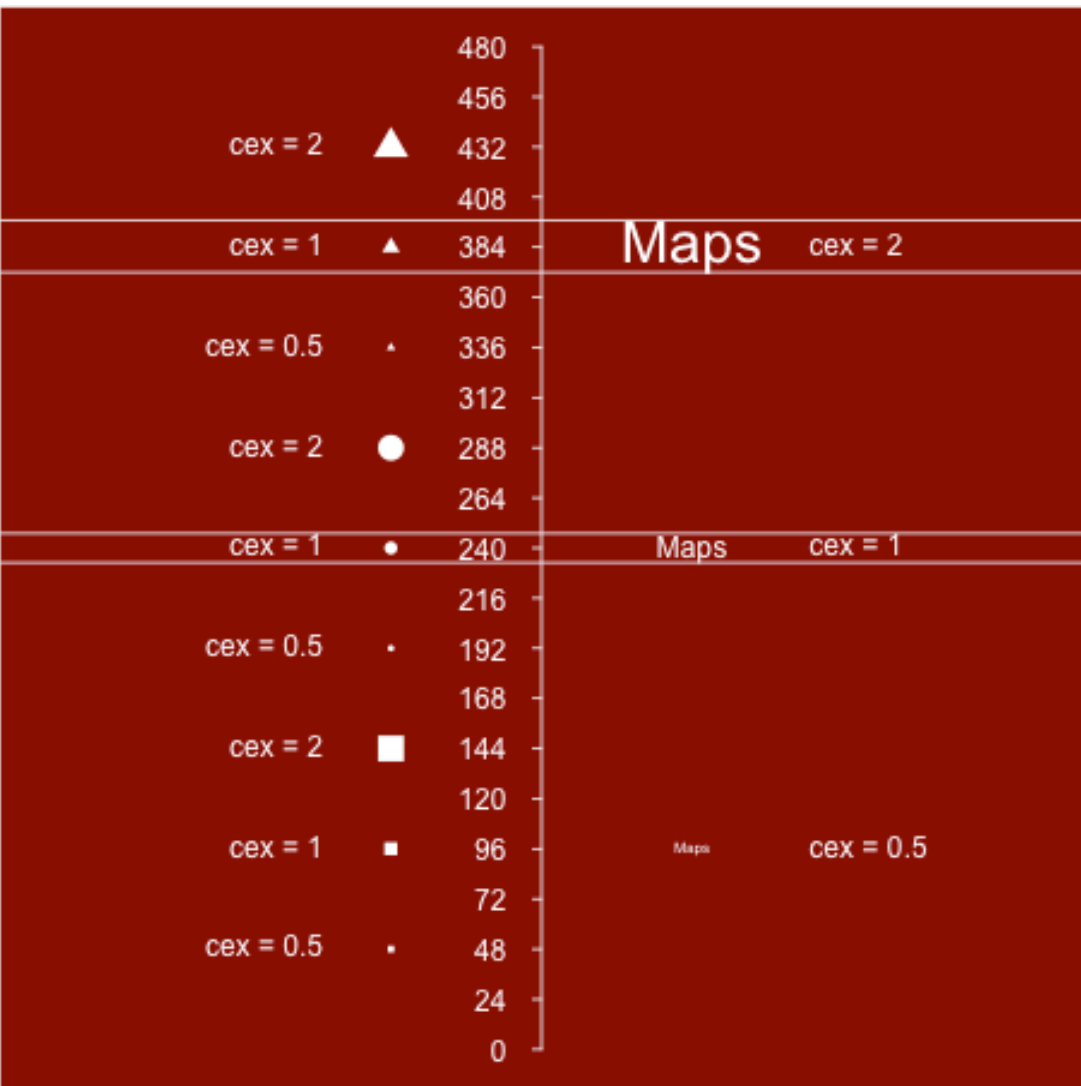 480
456
cex = 2 432
408
cex = 1 384 Maps cex = 2
360
cex = 0.5 336
312
cex = 2 288
264
cex = 1 240 Maps cex = 1
216
cex = 0.5 192
168
cex = 2 144
120
cex = 1 96 Maps cex = 0.5
72
cex = 0.5 48
24
0